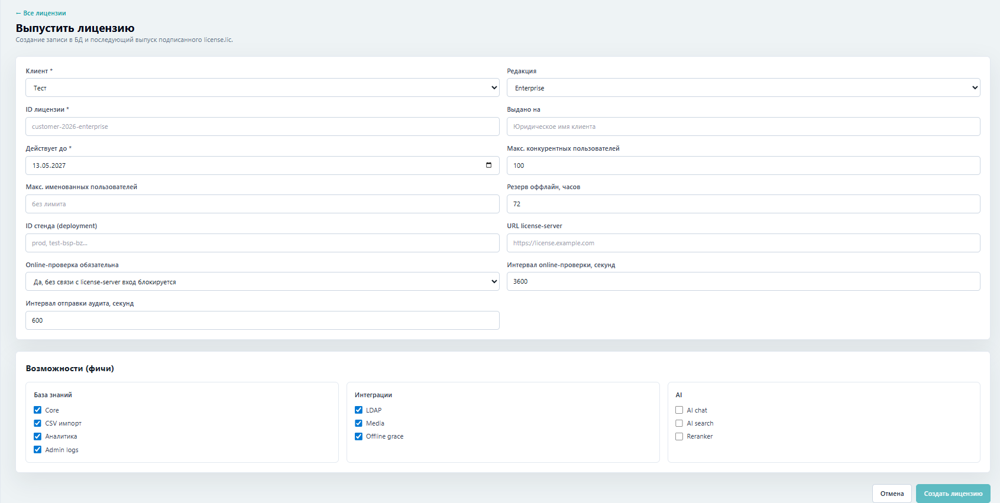 ← Все лицензии
Выпустить лицензию
Создание записи в БД и последующий выпуск подписанного license.lic.
Клиент *
Редакция
Тест
Enterprise
ID лицензии *
Выдано на
customer-2026-enterprise
Юридическое имя клиента
Действует до *
Макс. конкурентных пользователей
13.05.2027
100
Макс. именованных пользователей
Резерв оффлайн, часов
без лимита
72
ID стенда (deployment)
URL license-server
prod, test-bsp-bz...
https://license.example.com
Online-проверка обязательна
Интервал online-проверки, секунд
Да, без связи с license-server вход блокируется
3600
Интервал отправки аудита, секунд
600
Возможности (фичи)
База знаний
Core
CSV импорт
Аналитика
Admin logs
Интеграции
LDAP
Media
Offline grace
AI
AI chat
AI search
Reranker
Отмена
Создать лицензию